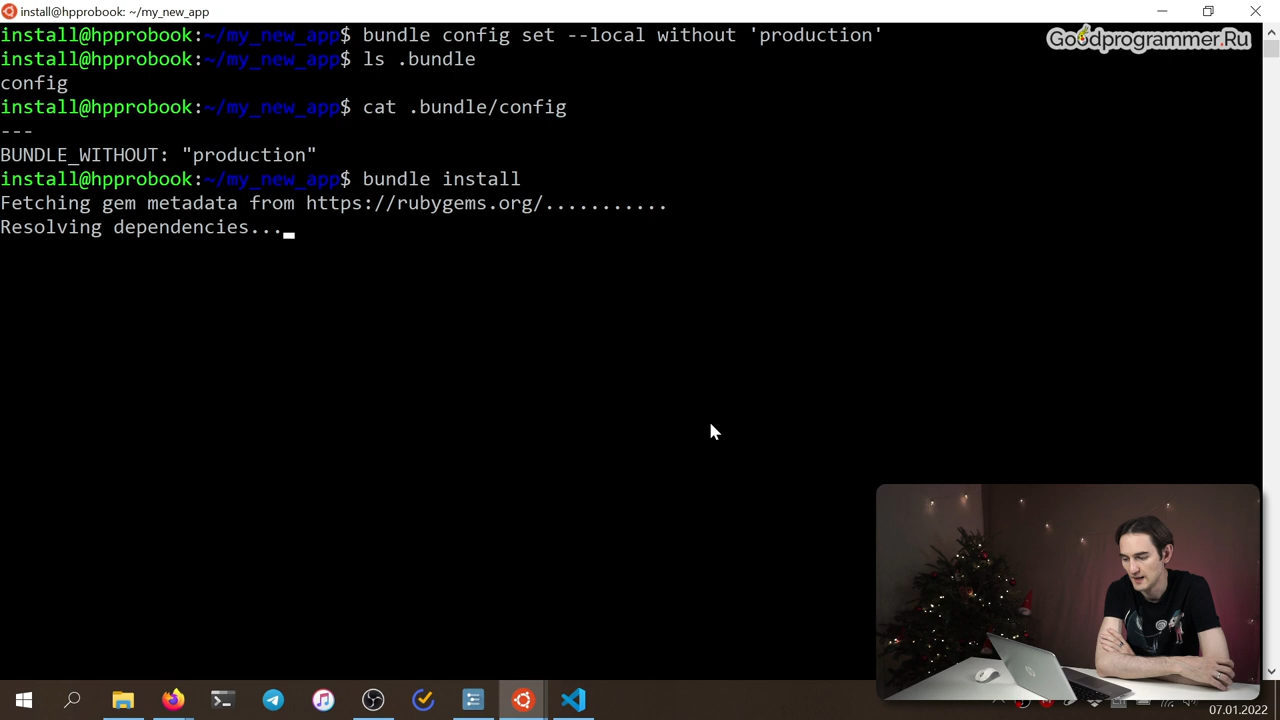 install@hpprobook: ~/my_new_app
install@hpprobook:~/my_new_app$ bundle config set --local without 'production'
Goodprogrammer.Ru
install@hpprobook:~/my_new_app$ ls .bundle
config
install@hpprobook:~/my_new_app$ cat .bundle/config
---
BUNDLE_WITHOUT: "production"
install@hpprobook:~/my_new_app$ bundle install
Fetching gem metadata from https://rubygems.org/...........
Resolving dependencies...
07.01.2022